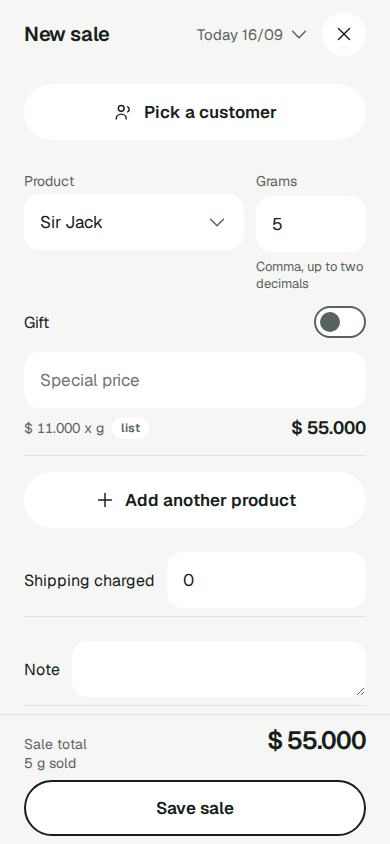 New sale
Today 16/09
Pick a customer
Product
Grams
Sir Jack
5
Comma, up to two
decimals
Gift
Special price
$ 11.000 x g list
$ 55.000
Add another product
Shipping charged
0
Note
Sale total
$ 55.000
5 g sold
Save sale